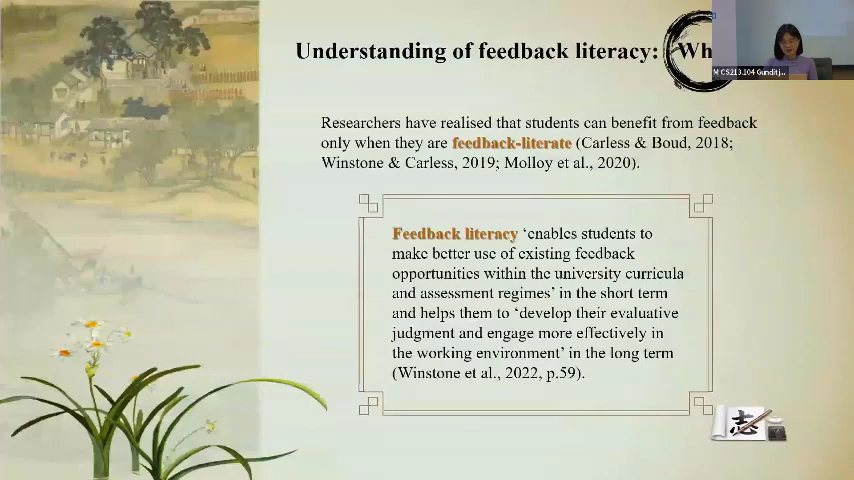 Understanding of feedback literacy: Wh
M CS213.104 Gunditj...
Researchers have realised that students can benefit from feedback
only when they are feedback-literate (Carless & Boud, 2018;
Winstone & Carless, 2019; Molloy et al., 2020).
Feedback literacy ‘enables students to
make better use of existing feedback
opportunities within the university curricula
and assessment regimes’ in the short term
and helps them to ‘develop their evaluative
judgment and engage more effectively in
the working environment’ in the long term
(Winstone et al., 2022, p.59).
志